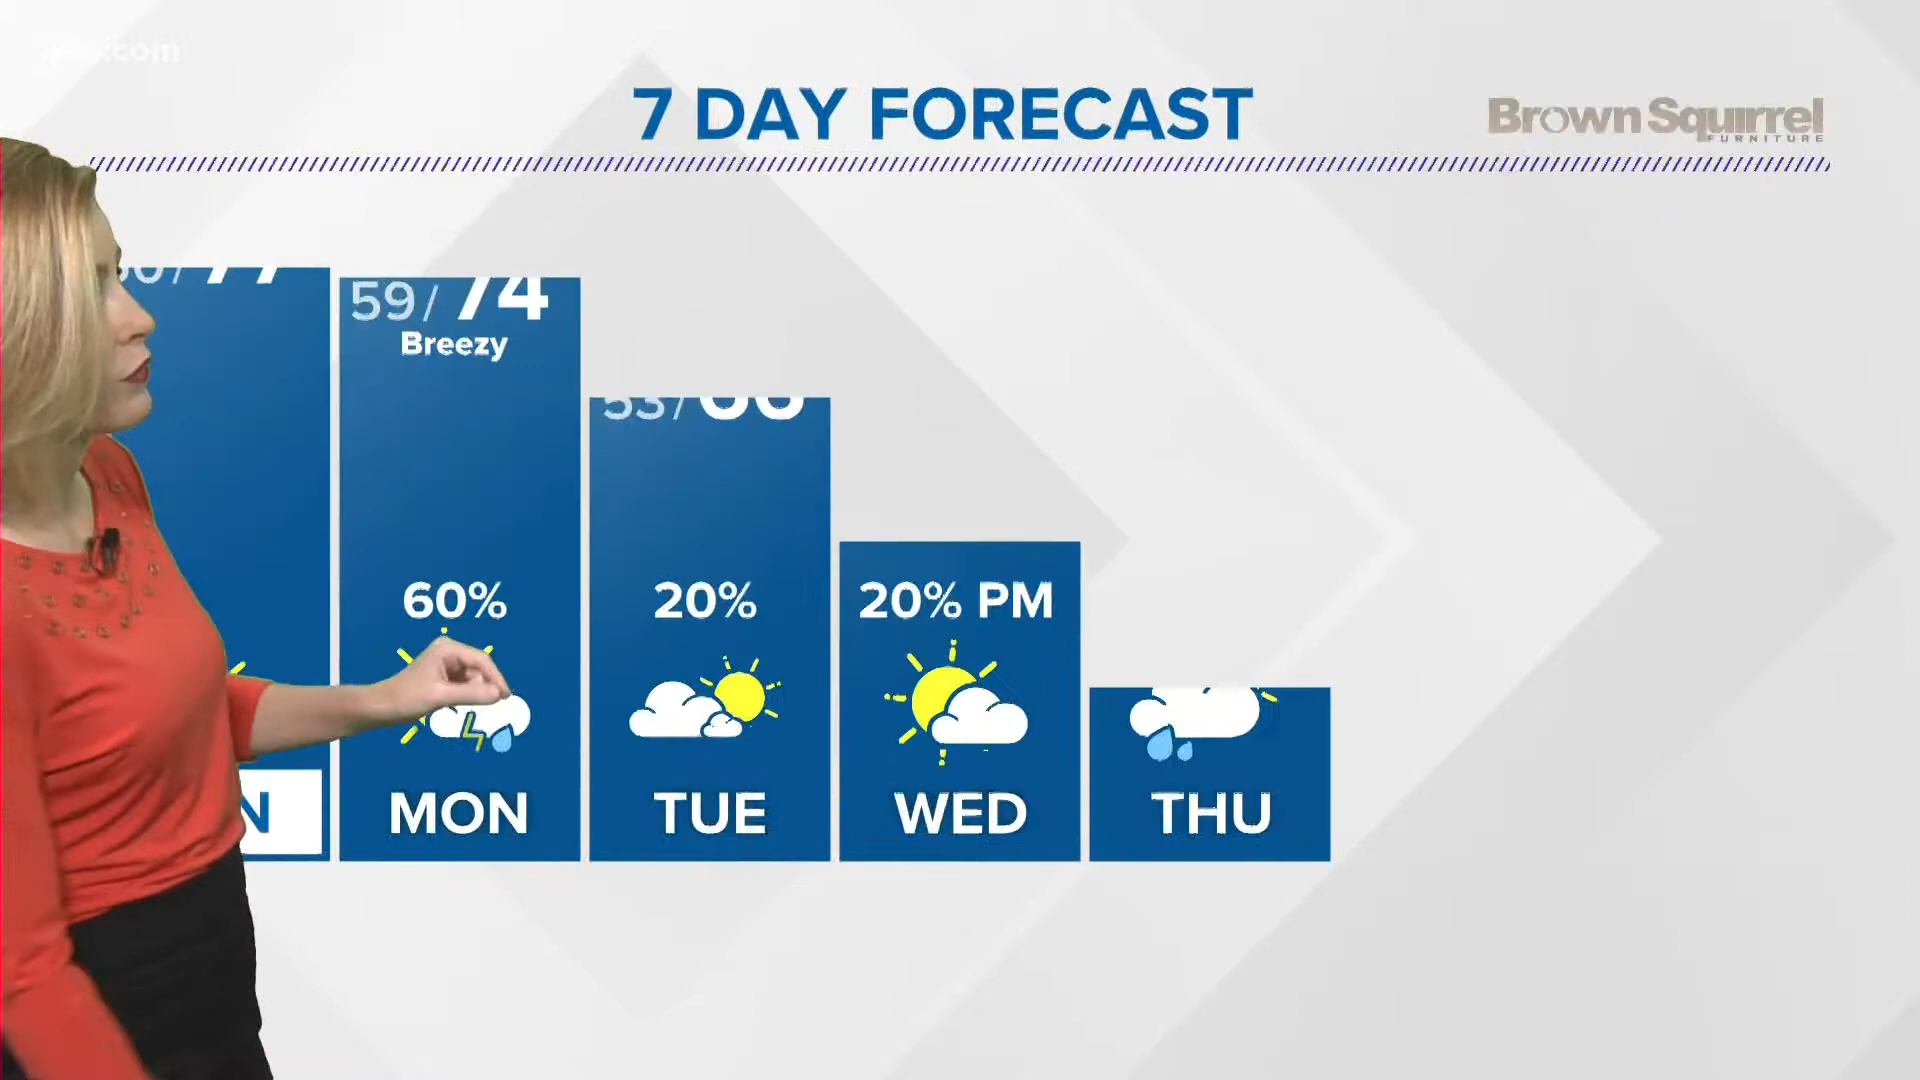 7 DAY FORECAST
Brown Squirrel
FURNITURE
59/ 74
Breezy
60%
20%
20% PM
MON
TUE
WED
THU